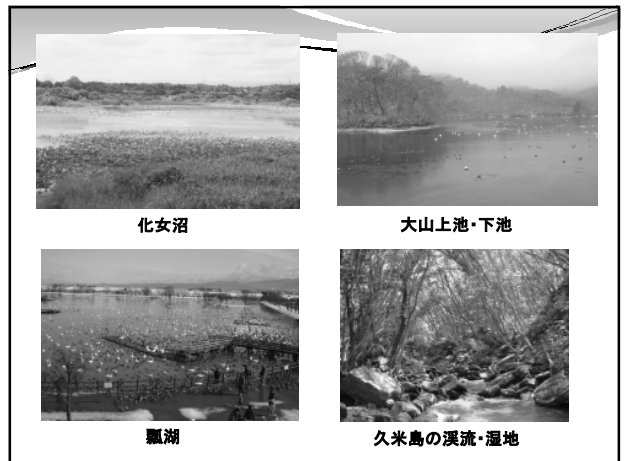 化女沼
大山上池・下池
瓢湖
久米島の渓流・湿地